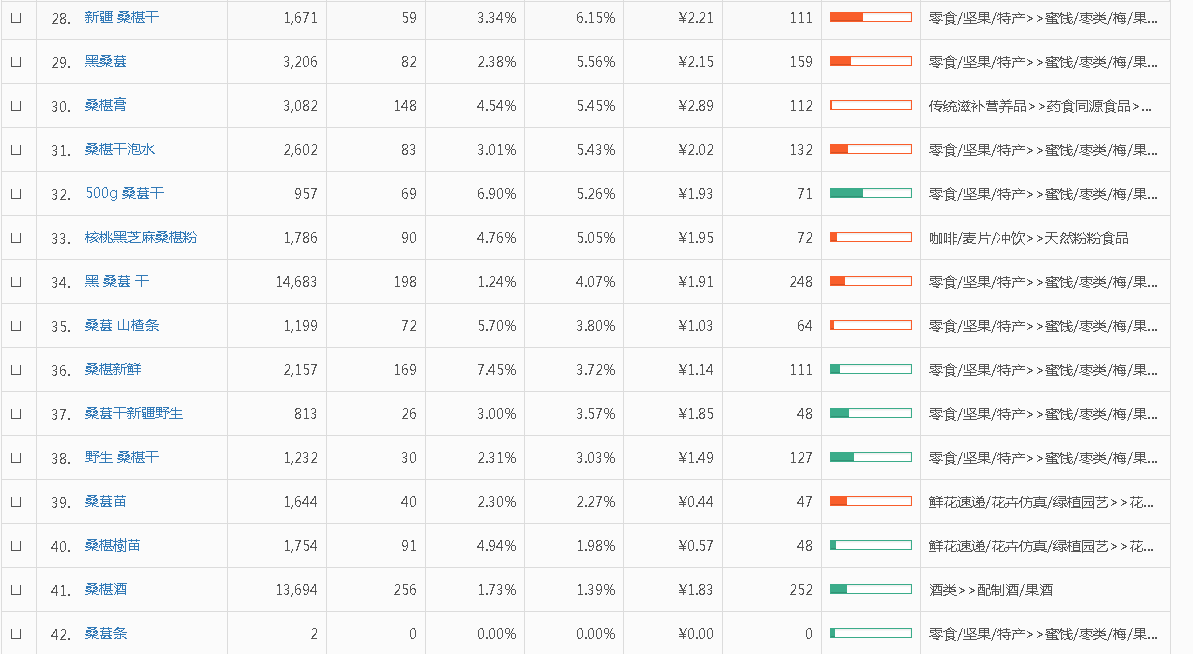 28. 新疆 桑椹干 1,671 59 3.34% 6.15% ¥2.21 111 零食/坚果/特产>>蜜饯/枣类/梅/果...
29. 黑桑葚 3,206 82 2.38% 5.56% ¥2.15 159 零食/坚果/特产>>蜜饯/枣类/梅/果...
30. 桑椹膏 3,082 148 4.54% 5.45% ¥2.89 112 传统滋补营养品>>药食同源食品>...
31. 桑椹干泡水 2,602 83 3.01% 5.43% ¥2.02 132 零食/坚果/特产>>蜜饯/枣类/梅/果...
32. 500g 桑葚干 957 69 6.90% 5.26% ¥1.93 71 零食/坚果/特产>>蜜饯/枣类/梅/果...
33. 核桃黑芝麻桑椹粉 1,786 90 4.76% 5.05% ¥1.95 72 咖啡/麦片/冲饮>>天然粉粉食品
34. 黑 桑葚 干 14,683 198 1.24% 4.07% ¥1.91 248 零食/坚果/特产>>蜜饯/枣类/梅/果...
35. 桑葚 山楂条 1,199 72 5.70% 3.80% ¥1.03 64 零食/坚果/特产>>蜜饯/枣类/梅/果...
36. 桑椹新鲜 2,157 169 7.45% 3.72% ¥1.14 111 零食/坚果/特产>>蜜饯/枣类/梅/果...
37. 桑葚干新疆野生 813 26 3.00% 3.57% ¥1.85 48 零食/坚果/特产>>蜜饯/枣类/梅/果...
38. 野生 桑椹干 1,232 30 2.31% 3.03% ¥1.49 127 零食/坚果/特产>>蜜饯/枣类/梅/果...
39. 桑葚苗 1,644 40 2.30% 2.27% ¥0.44 47 鲜花速递/花卉仿真/绿植园艺>>花...
40. 桑椹樹苗 1,754 91 4.94% 1.98% ¥0.57 48 鲜花速递/花卉仿真/绿植园艺>>花...
41. 桑椹酒 13,694 256 1.73% 1.39% ¥1.83 252 酒类>>配制酒/果酒
42. 桑葚条 2 0 0.00% 0.00% ¥0.00 0 零食/坚果/特产>>蜜饯/枣类/梅/果...